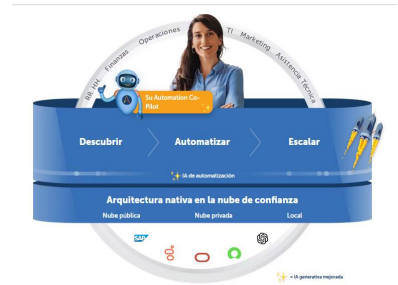 RR. HH.
Finanzas
Operaciones
TI
Marketing
Asistencia Técnica
Su Automation Co-
Pilot
Descubrir
Automatizar
Escalar
IA de automatización
Arquitectura nativa en la nube de confianza
Nube pública
Nube privada
Local
SAP
= IA generativa mejorada